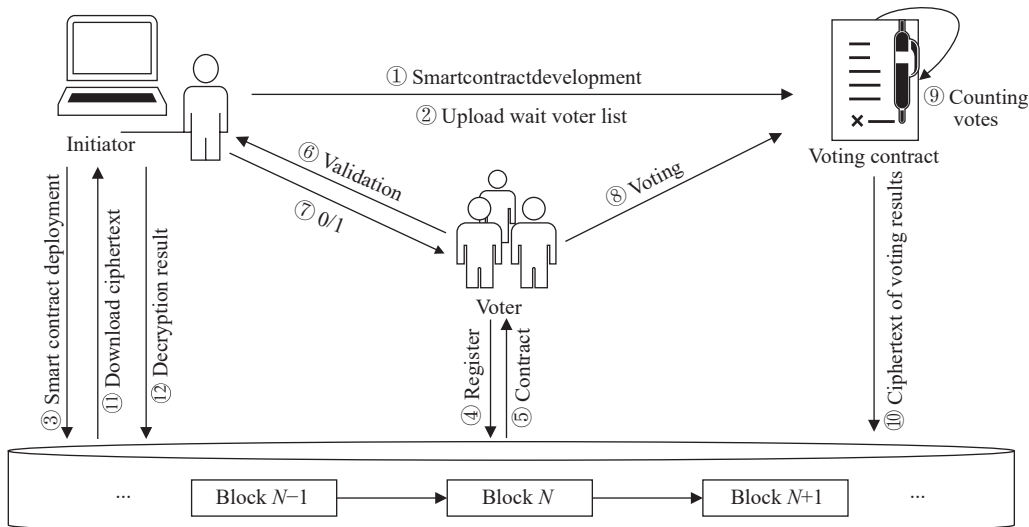 ① Smartcontractdevelopment
② Upload wait voter list
⑨ Counting
votes
Initiator
Voting contract
⑥ Validation
⑦ 0/1
⑧ Voting
Voter
③ Smart contract deployment
⑪ Download ciphertext
⑫ Decryption result
④ Register
⑤ Contract
⑩ Ciphertext of voting results
...
Block N−1
Block N
Block N+1
...